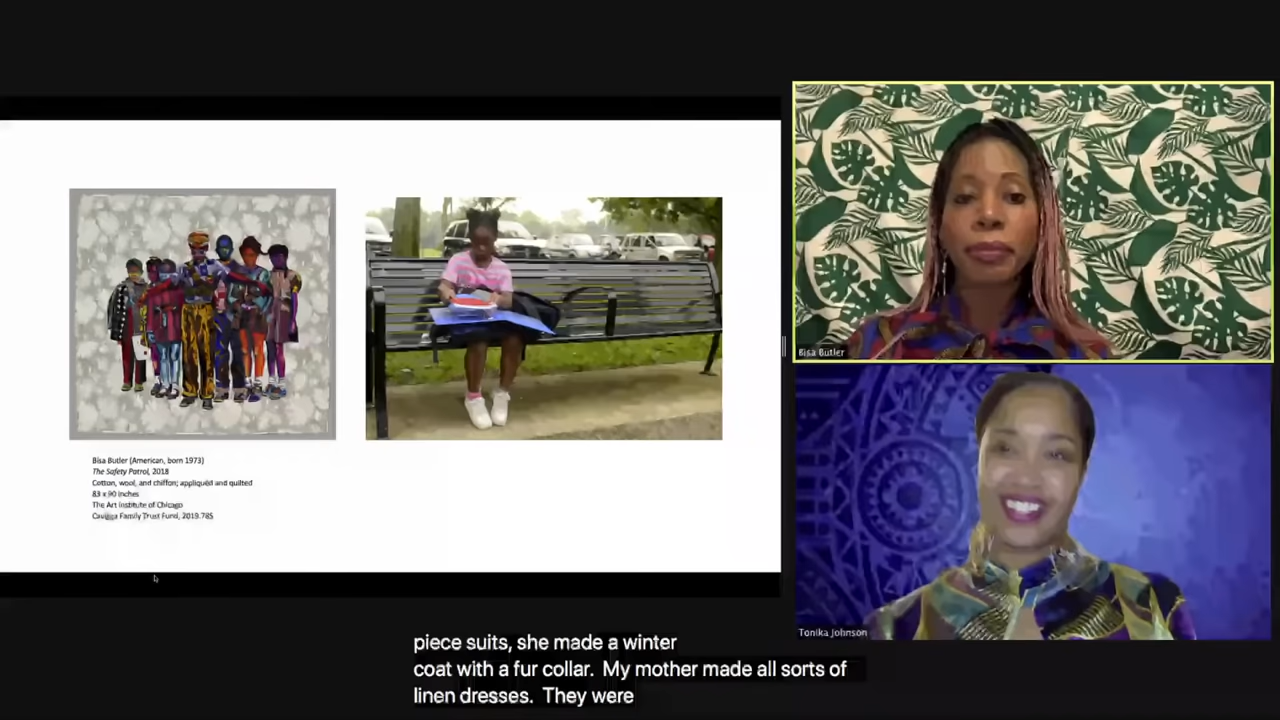 Bisa Butler (American, born 1973)
The Safety Patrol, 2018
Cotton, wool, and chiffon; appliquéd and quilted
83 x 90 inches
The Art Institute of Chicago
Cavigga Family Trust Fund, 2019.785
Bisa Butler
Tonika Johnson
piece suits, she made a winter
coat with a fur collar. My mother made all sorts of
linen dresses. They were